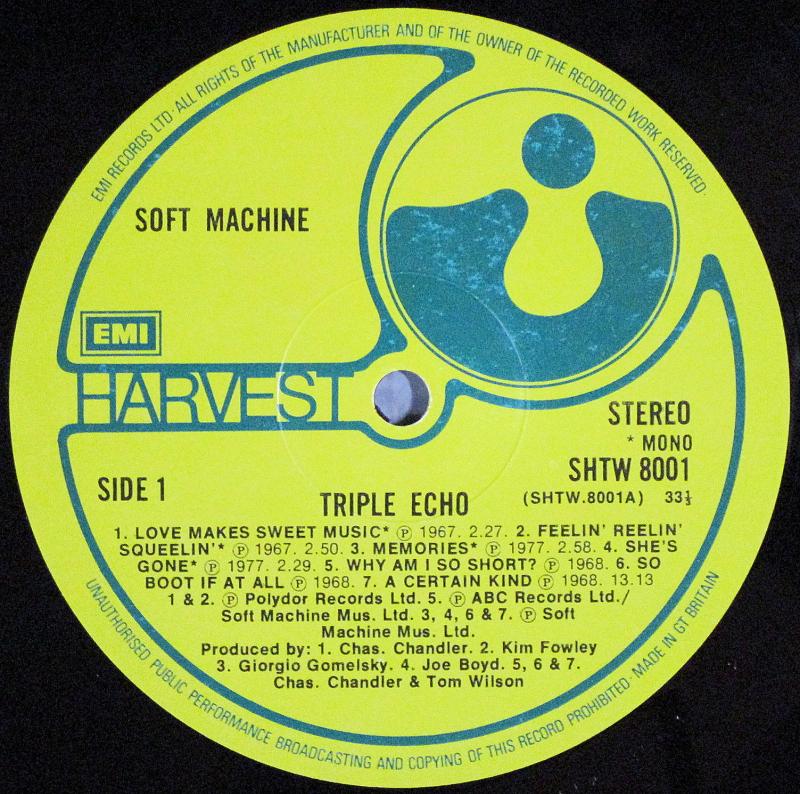 EMI RECORDS LTD · ALL RIGHTS OF THE MANUFACTURER AND OF THE OWNER OF THE RECORDED WORK RESERVED ·
SOFT MACHINE
EMI
HARVEST
STEREO
* MONO
SHTW 8001
SIDE 1
TRIPLE ECHO
(SHTW.8001A) 33⅓
1. LOVE MAKES SWEET MUSIC* Ⓟ 1967. 2.27. 2. FEELIN' REELIN'
SQUEELIN'* Ⓟ 1967. 2.50. 3. MEMORIES* Ⓟ 1977. 2.58. 4. SHE'S
GONE* Ⓟ 1977. 2.29. 5. WHY AM I SO SHORT? Ⓟ 1968. 6. SO
BOOT IF AT ALL Ⓟ 1968. 7. A CERTAIN KIND Ⓟ 1968. 13.13
1 & 2. Ⓟ Polydor Records Ltd. 5. Ⓟ ABC Records Ltd./
Soft Machine Mus. Ltd. 3, 4, 6 & 7. Ⓟ Soft
Machine Mus. Ltd.
Produced by: 1. Chas. Chandler. 2. Kim Fowley
3. Giorgio Gomelsky. 4. Joe Boyd. 5, 6 & 7.
Chas. Chandler & Tom Wilson
UNAUTHORISED PUBLIC PERFORMANCE BROADCASTING AND COPYING OF THIS RECORD PROHIBITED · MADE IN GT BRITAIN